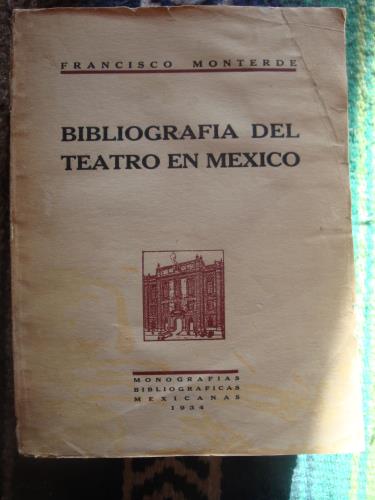 FRANCISCO MONTERDE
BIBLIOGRAFIA DEL
TEATRO EN MEXICO
MONOGRAFIAS
BIBLIOGRAFICAS
MEXICANAS
1934